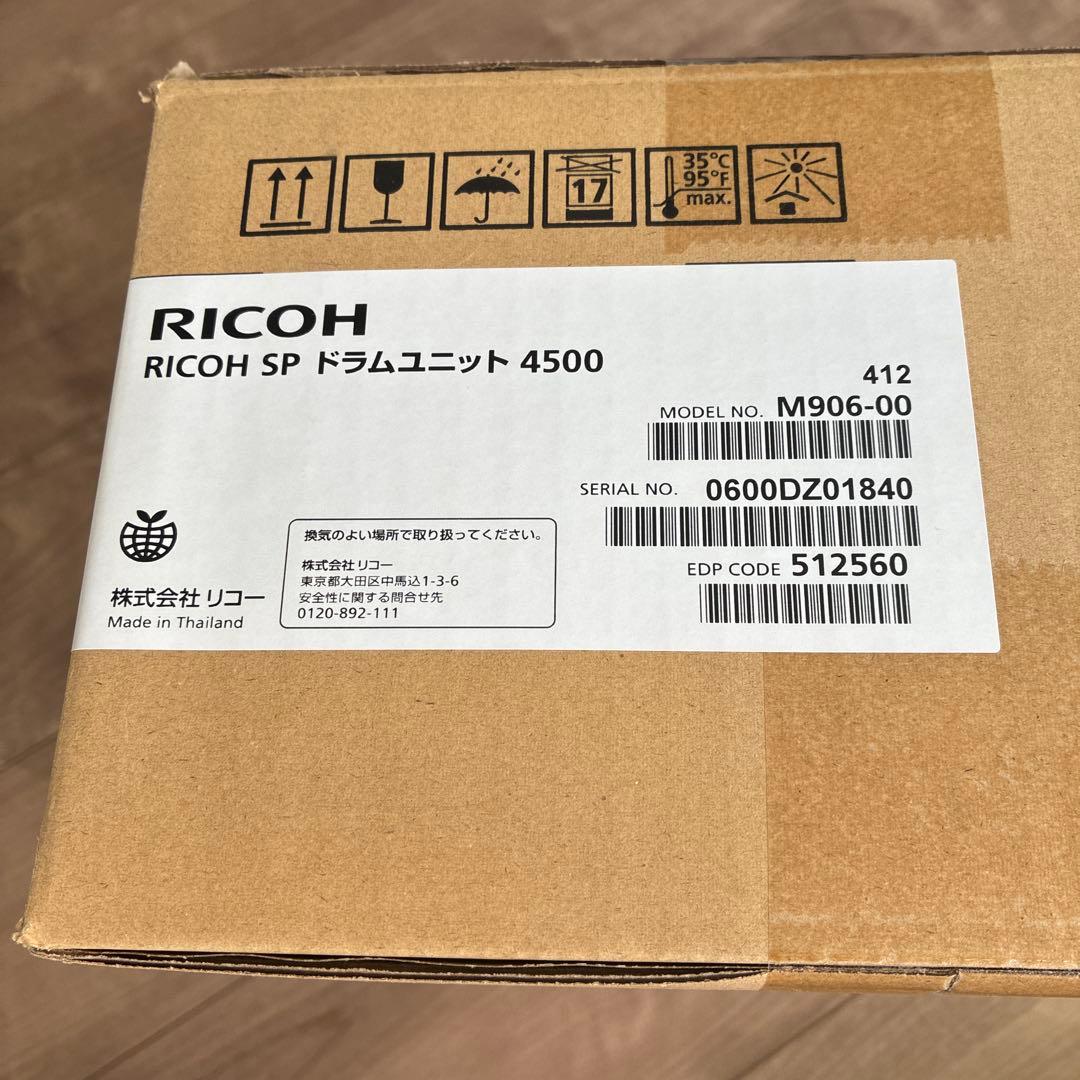 17
35°C
95°F
max.
RICOH
RICOH SP ドラムユニット 4500
412
MODEL NO. M906-00
SERIAL NO. 0600DZ01840
EDP CODE 512560
換気のよい場所で取り扱ってください。
株式会社リコー
東京都大田区中馬込1-3-6
安全性に関する問合せ先
0120-892-111
株式会社リコー
Made in Thailand